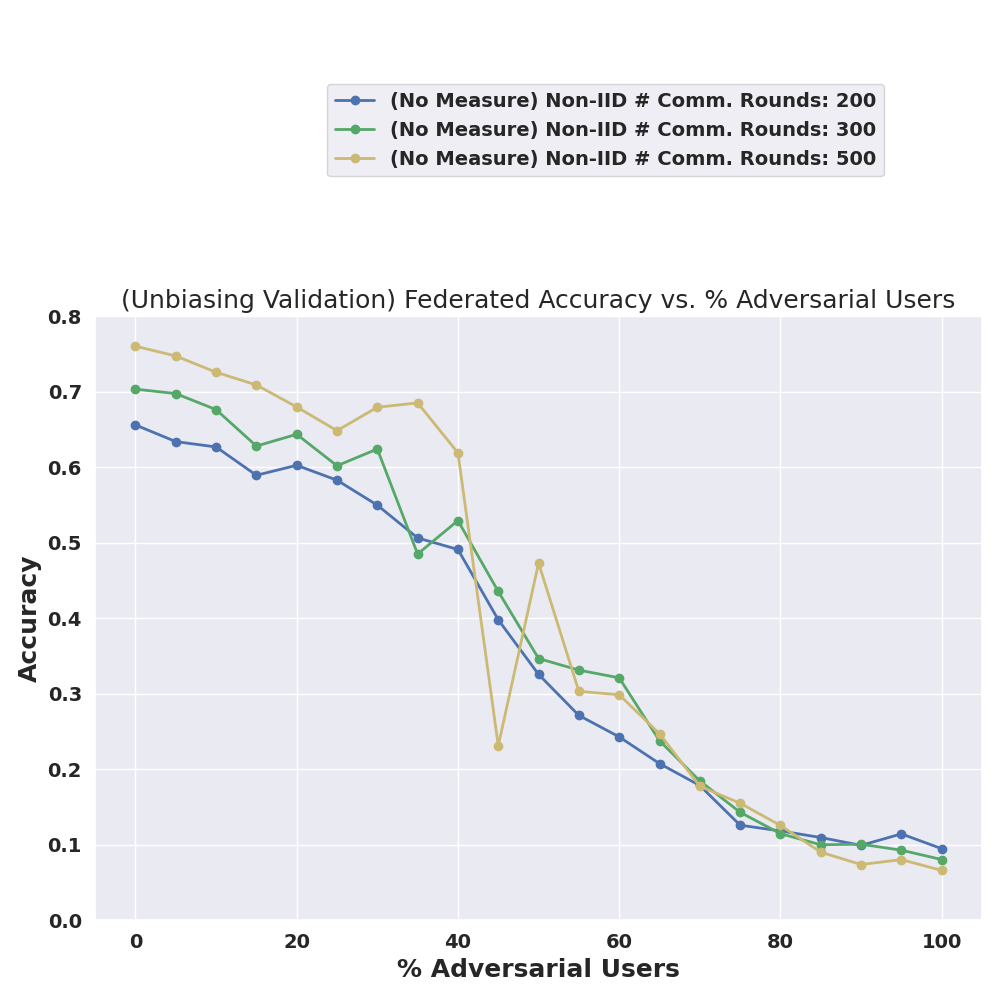 (No Measure) Non-IID # Comm. Rounds: 200
(No Measure) Non-IID # Comm. Rounds: 300
(No Measure) Non-IID # Comm. Rounds: 500
(Unbiasing Validation) Federated Accuracy vs. % Adversarial Users
0.8
0.7
0.6
0.5
0.4
0.3
0.2
0.1
0.0
Accuracy
0 20 40 60 80 100
% Adversarial Users